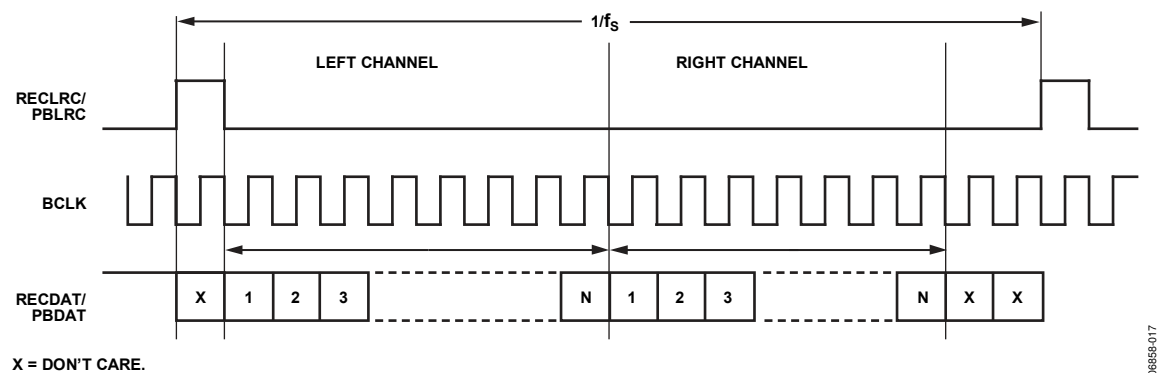 1/fS
LEFT CHANNEL
RIGHT CHANNEL
RECLRC/
PBLRC
BCLK
RECDAT/
PBDAT
X 1 2 3 N 1 2 3 N X X
X = DON'T CARE.
06858-017